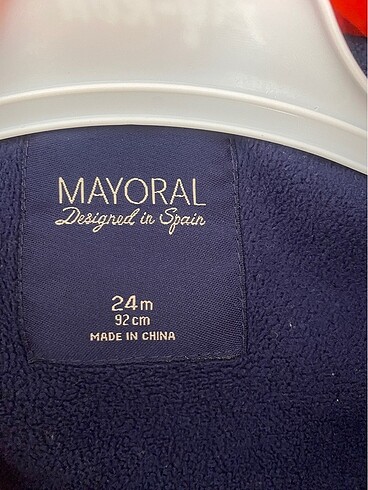 MAYORAL
Designed in Spain
24m
92cm
MADE IN CHINA